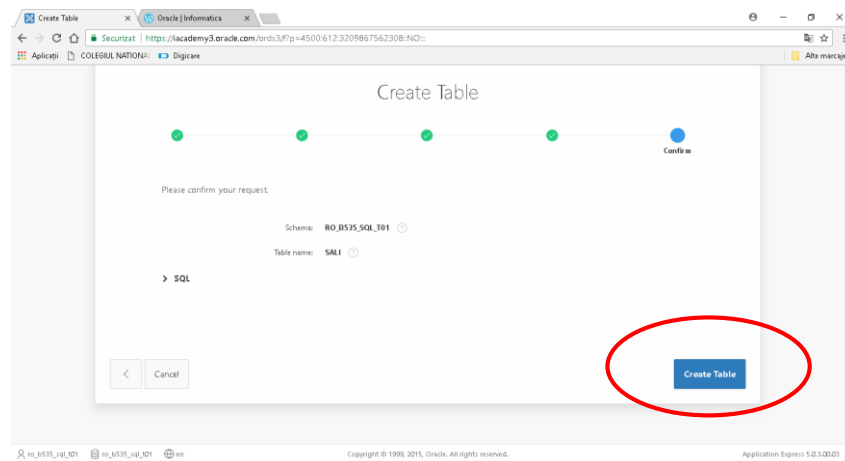 Create Table
Oracle | Informatica
Securizat | https://iacademy3.oracle.com/ords3/f?p=4500:612:3209867562308::NO:::
Aplicații COLEGIUL NATIONAL Digicare Alte marcaje
Create Table
Confirm
Please confirm your request.
Schema: RO_B535_SQL_T01
Table name: SALI
SQL
Cancel
Create Table
ro_b535_sql_t01 ro_b535_sql_t01 en Copyright © 1999, 2015, Oracle. All rights reserved. Application Express 5.0.3.00.03